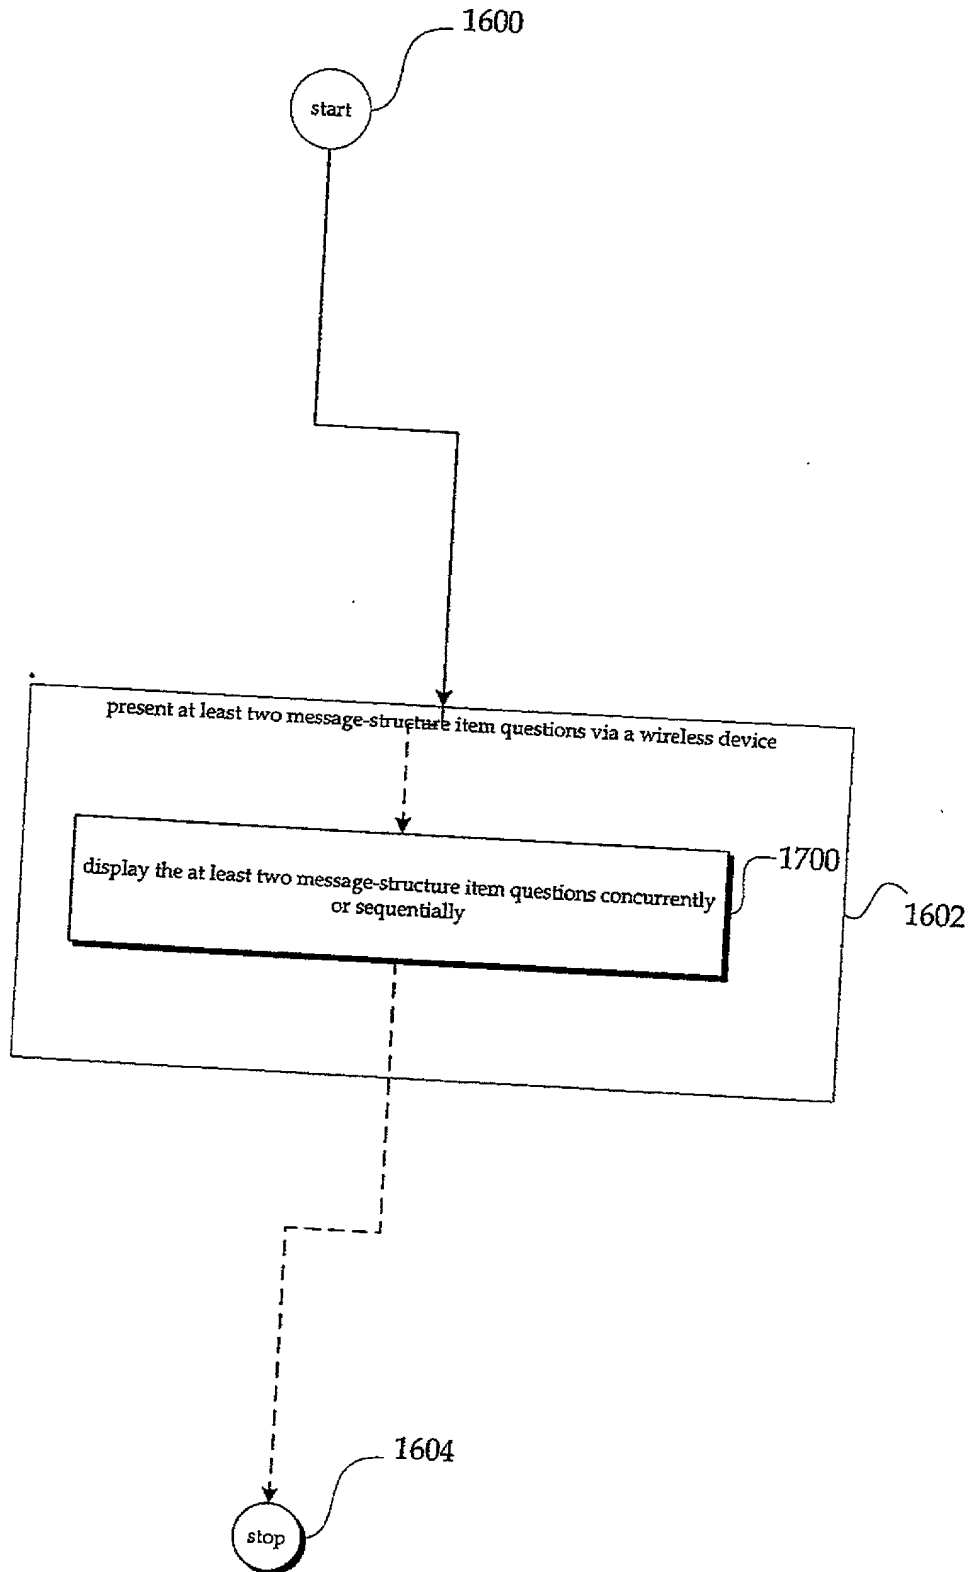 1600
start
present at least two message-structure item questions via a wireless device
display the at least two message-structure item questions concurrently
or sequentially
1700
1602
1604
stop